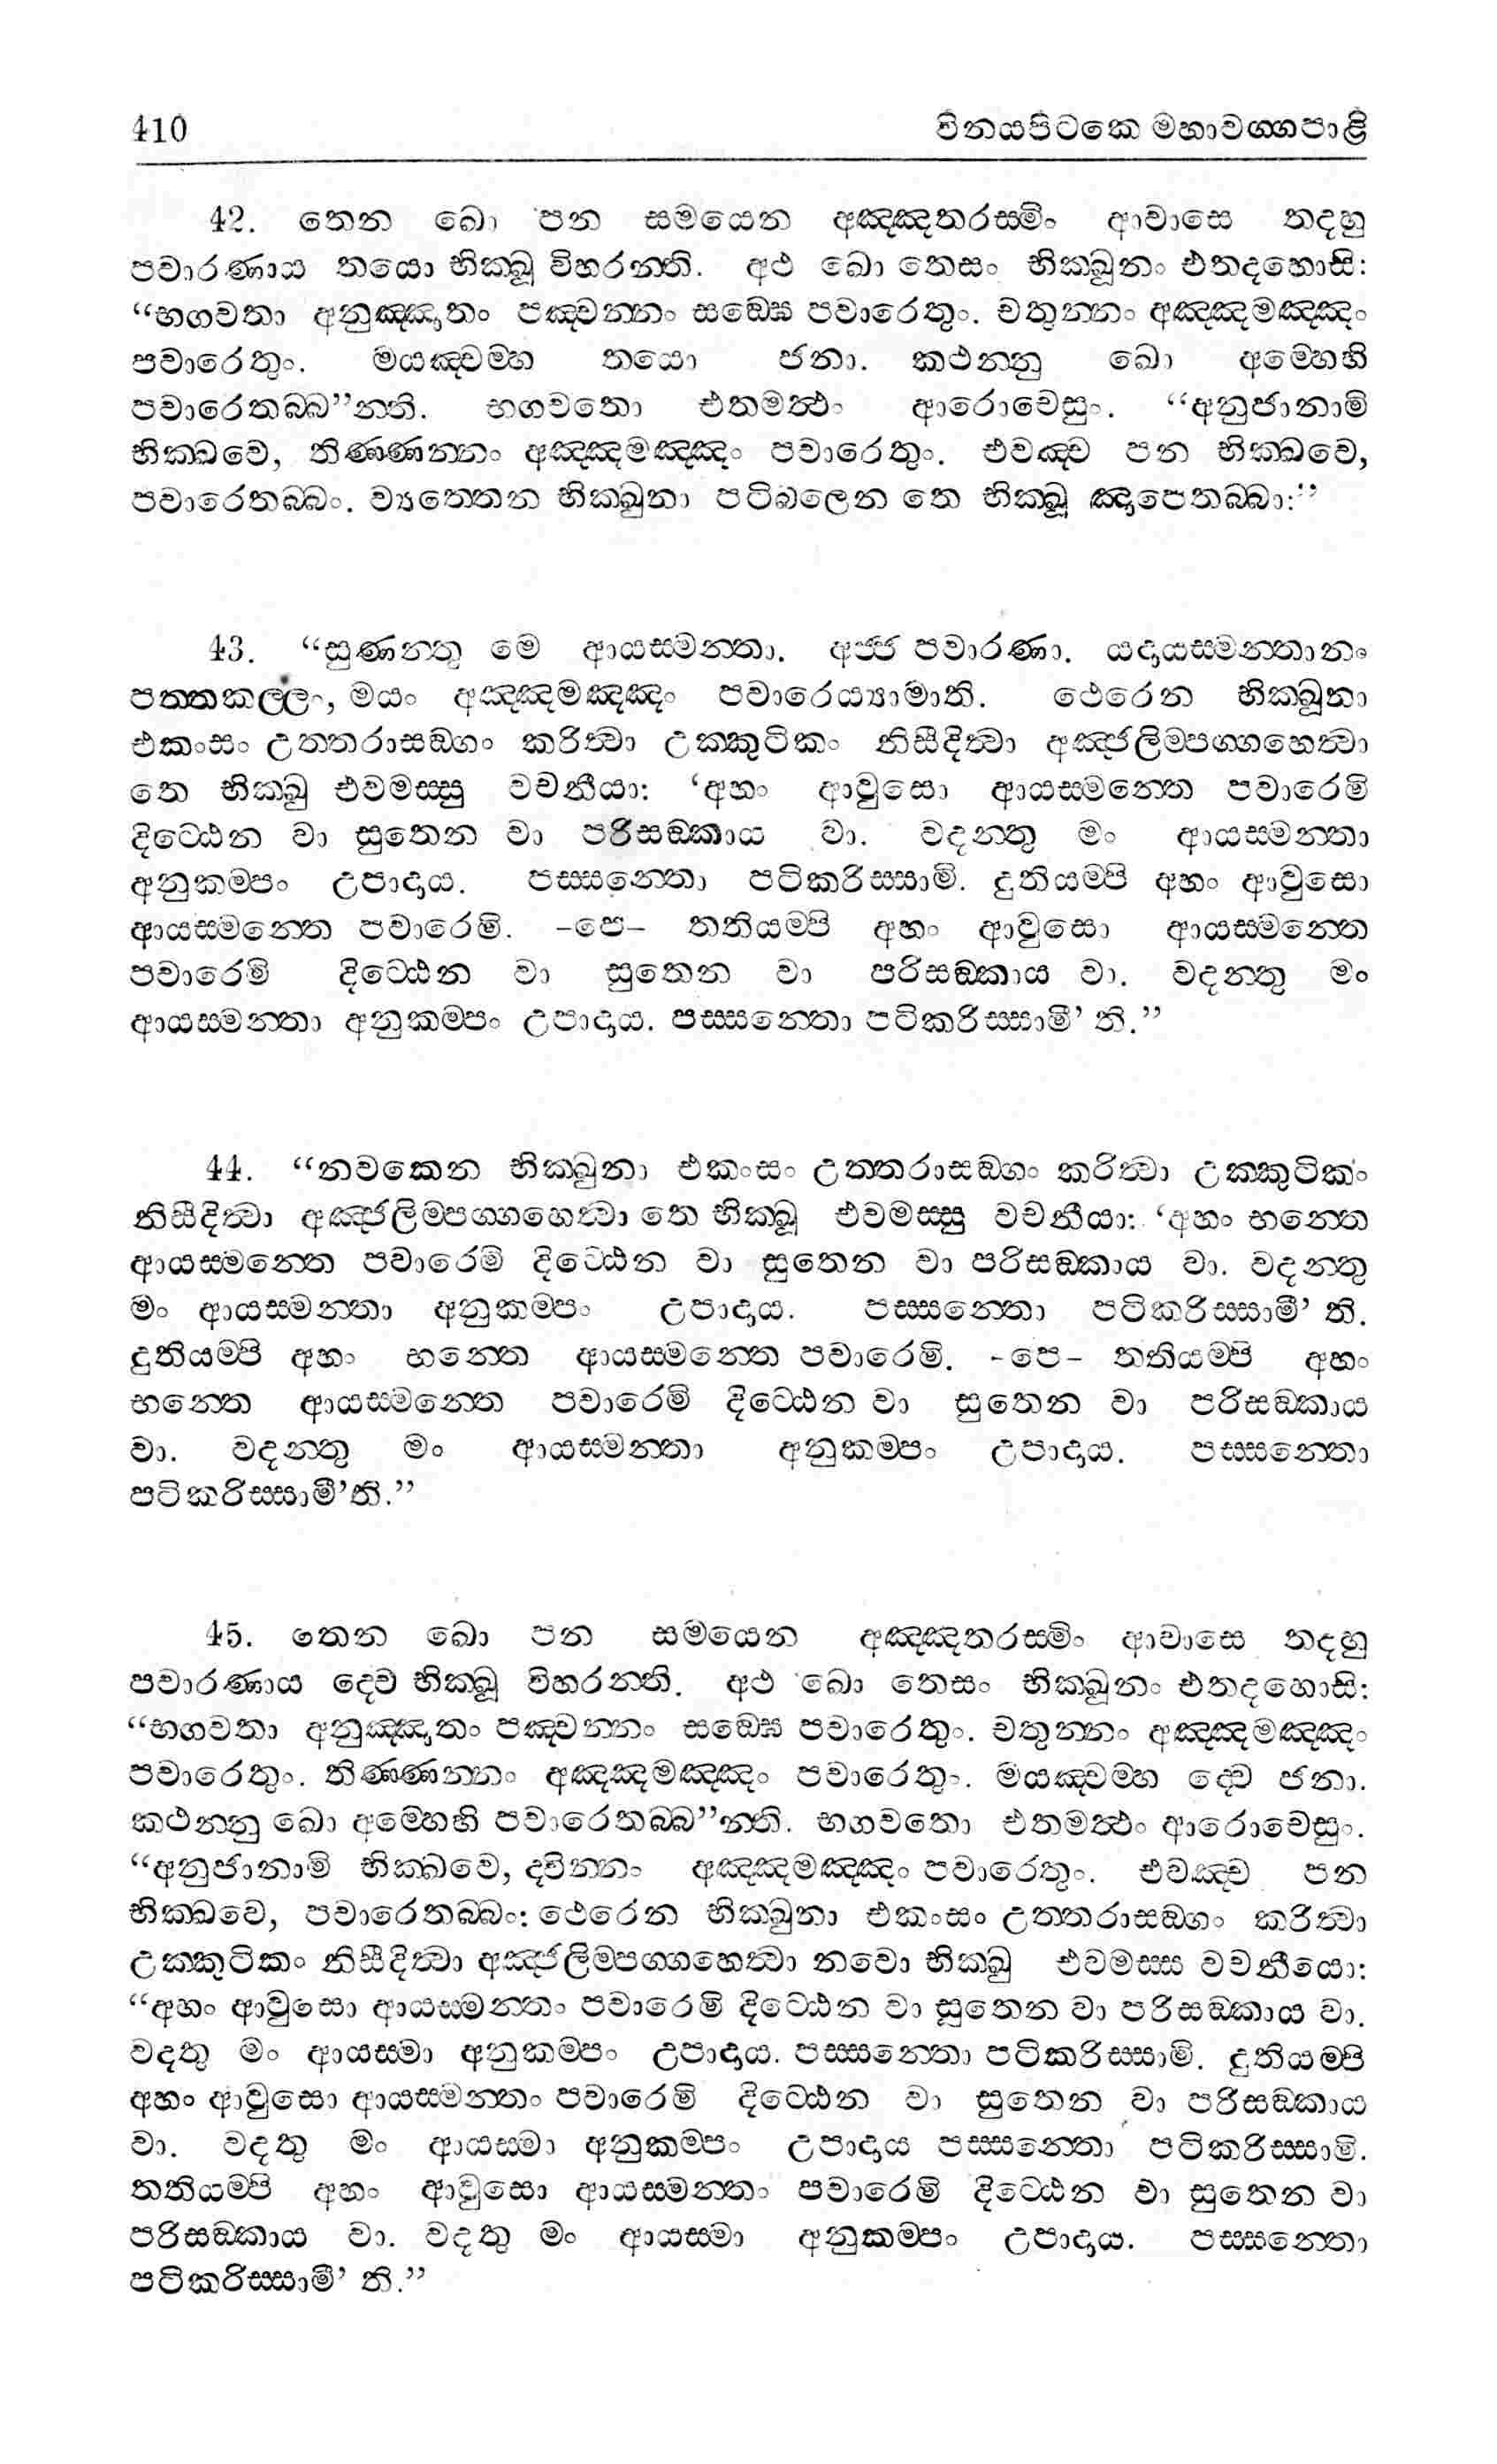 410 විනයපිටකෙ මහාවග්ගපාළි
42. තෙන ඛො පන සමයෙන අඤ්ඤතරස්මිං ආවාසෙ තදහු
පවාරණාය තයො භික්ඛූ විහරන්ති. අථ ඛො තෙසං භික්ඛූනං එතදහොසි:
“භගවතා අනුඤ්ඤාතං පඤ්චන්නං සඞ්ඝෙ පවාරෙතුං. චතුන්නං අඤ්ඤමඤ්ඤං
පවාරෙතුං. මයඤ්චම්හ තයො ජනා. කථන්නු ඛො අම්හෙහි
පවාරෙතබ්බ”න්ති. භගවතො එතමත්ථං ආරොචෙසුං. “අනුජානාමි
භික්ඛවෙ, තිණ්ණන්නං අඤ්ඤමඤ්ඤං පවාරෙතුං. එවඤ්ච පන භික්ඛවෙ,
පවාරෙතබ්බං. ව්‍යත්තෙන භික්ඛුනා පටිබලෙන තෙ භික්ඛූ ඤාපෙතබ්බා:”
43. “සුණන්තු මෙ ආයස්මන්තා. අජ්ජ පවාරණා. යදායස්මන්තානං
පත්තකල්ලං, මයං අඤ්ඤමඤ්ඤං පවාරෙය්‍යාමාති. ථෙරෙන භික්ඛූනා
එකංසං උත්තරාසඞ්ගං කරිත්වා උක්කුටිකං නිසීදිත්වා අඤ්ජලිම්පග්ගහෙත්වා
තෙ භික්ඛු එවමස්සු වචනීයා: ‘අහං ආවුසො ආයස්මන්තෙ පවාරෙමි
දිට්ඨෙන වා සුතෙන වා පරිසඞ්කාය වා. වදන්තු මං ආයස්මන්තා
අනුකම්පං උපාදාය. පස්සන්තො පටිකරිස්සාමි. දුතියම්පි අහං ආවුසො
ආයස්මන්තෙ පවාරෙමි. –පෙ– තතියම්පි අහං ආවුසො ආයස්මන්තෙ
පවාරෙමි දිට්ඨෙන වා සුතෙන වා පරිසඞ්කාය වා. වදන්තු මං
ආයස්මන්තා අනුකම්පං උපාදාය. පස්සන්තො පටිකරිස්සාමී’ ති.”
44. “නවකෙන භික්ඛුනා එකංසං උත්තරාසඞ්ගං කරිත්වා උක්කුටිකං
නිසීදිත්වා අඤ්ජලිම්පග්ගහෙත්වා තෙ භික්ඛූ එවමස්සු වචනීයා: ‘අහං භන්තෙ
ආයස්මන්තෙ පවාරෙමි දිට්ඨෙන වා සුතෙන වා පරිසඞ්කාය වා. වදන්තු
මං ආයස්මන්තා අනුකම්පං උපාදාය. පස්සන්තො පටිකරිස්සාමී’ ති.
දුතියම්පි අහං භන්තෙ ආයස්මන්තෙ පවාරෙමි. -පෙ- තතියම්පි අහං
භන්තෙ ආයස්මන්තෙ පවාරෙමි දිට්ඨෙන වා සුතෙන වා පරිසඞ්කාය
වා. වදන්තු මං ආයස්මන්තා අනුකම්පං උපාදාය. පස්සන්තො
පටිකරිස්සාමී’ති.”
45. තෙන ඛො පන සමයෙන අඤ්ඤතරස්මිං ආවාසෙ තදහු
පවාරණාය දෙව භික්ඛූ විහරන්ති. අථ ඛො තෙසං භික්ඛූනං එතදහොසි:
“භගවතා අනුඤ්ඤාතං පඤ්චන්නං සඞ්ඝෙ පවාරෙතුං. චතුන්නං අඤ්ඤමඤ්ඤං
පවාරෙතුං. තිණ්ණන්නං අඤ්ඤමඤ්ඤං පවාරෙතුං. මයඤ්චම්හ ද්වෙ ජනා.
කථන්නු ඛො අම්හෙහි පවාරෙතබ්බ”න්ති. භගවතො එතමත්ථං ආරොචෙසුං.
“අනුජානාමි භික්ඛවෙ, ද්වින්නං අඤ්ඤමඤ්ඤං පවාරෙතුං. එවඤ්ච පන
භික්ඛවෙ, පවාරෙතබ්බං: ථෙරෙන භික්ඛුනා එකංසං උත්තරාසඞ්ගං කරිත්වා
උක්කුටිකං නිසීදිත්වා අඤ්ජලිම්පග්ගහෙත්වා නවො භික්ඛු එවමස්ස වචනීයො:
“අහං ආවුසො ආයස්මන්තං පවාරෙමි දිට්ඨෙන වා සුතෙන වා පරිසඞ්කාය වා.
වදතු මං ආයස්මා අනුකම්පං උපාදාය. පස්සන්තො පටිකරිස්සාමි. දුතියම්පි
අහං ආවුසො ආයස්මන්තං පවාරෙමි දිට්ඨෙන වා සුතෙන වා පරිසඞ්කාය
වා. වදතු මං ආයස්මා අනුකම්පං උපාදාය පස්සන්තො පටිකරිස්සාමි.
තතියම්පි අහං ආවුසො ආයස්මන්තං පවාරෙමි දිට්ඨෙන වා සුතෙන වා
පරිසඞ්කාය වා. වදතු මං ආයස්මා අනුකම්පං උපාදාය. පස්සන්තො
පටිකරිස්සාමී’ ති.”